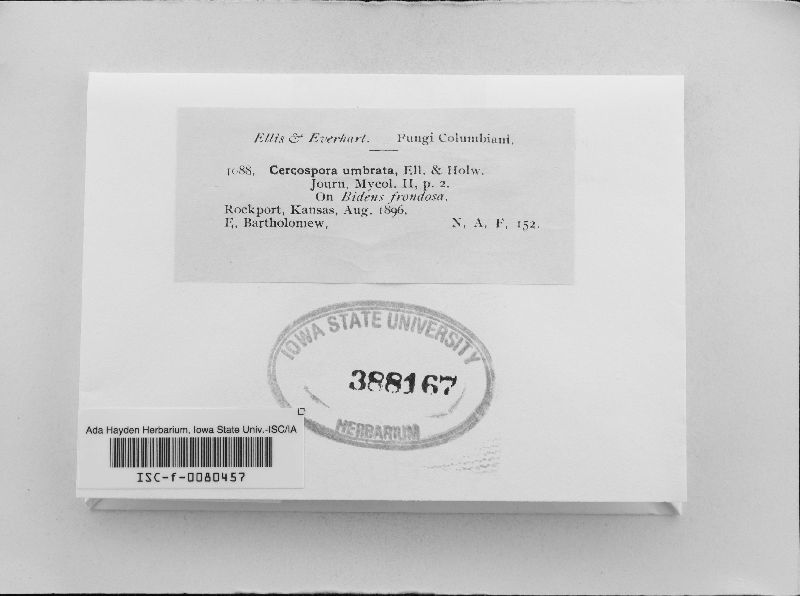 Ellis & Everhart. Fungi Columbiani.
1088. Cercospora umbrata, Ell. & Holw.
Journ. Mycol. II, p. 2.
On Bidens frondosa.
Rockport, Kansas, Aug. 1896.
E. Bartholomew. N. A. F. 152.
IOWA STATE UNIVERSITY
388167
HERBARIUM
Ada Hayden Herbarium, Iowa State Univ.-ISC/IA
ISC-f-0080457